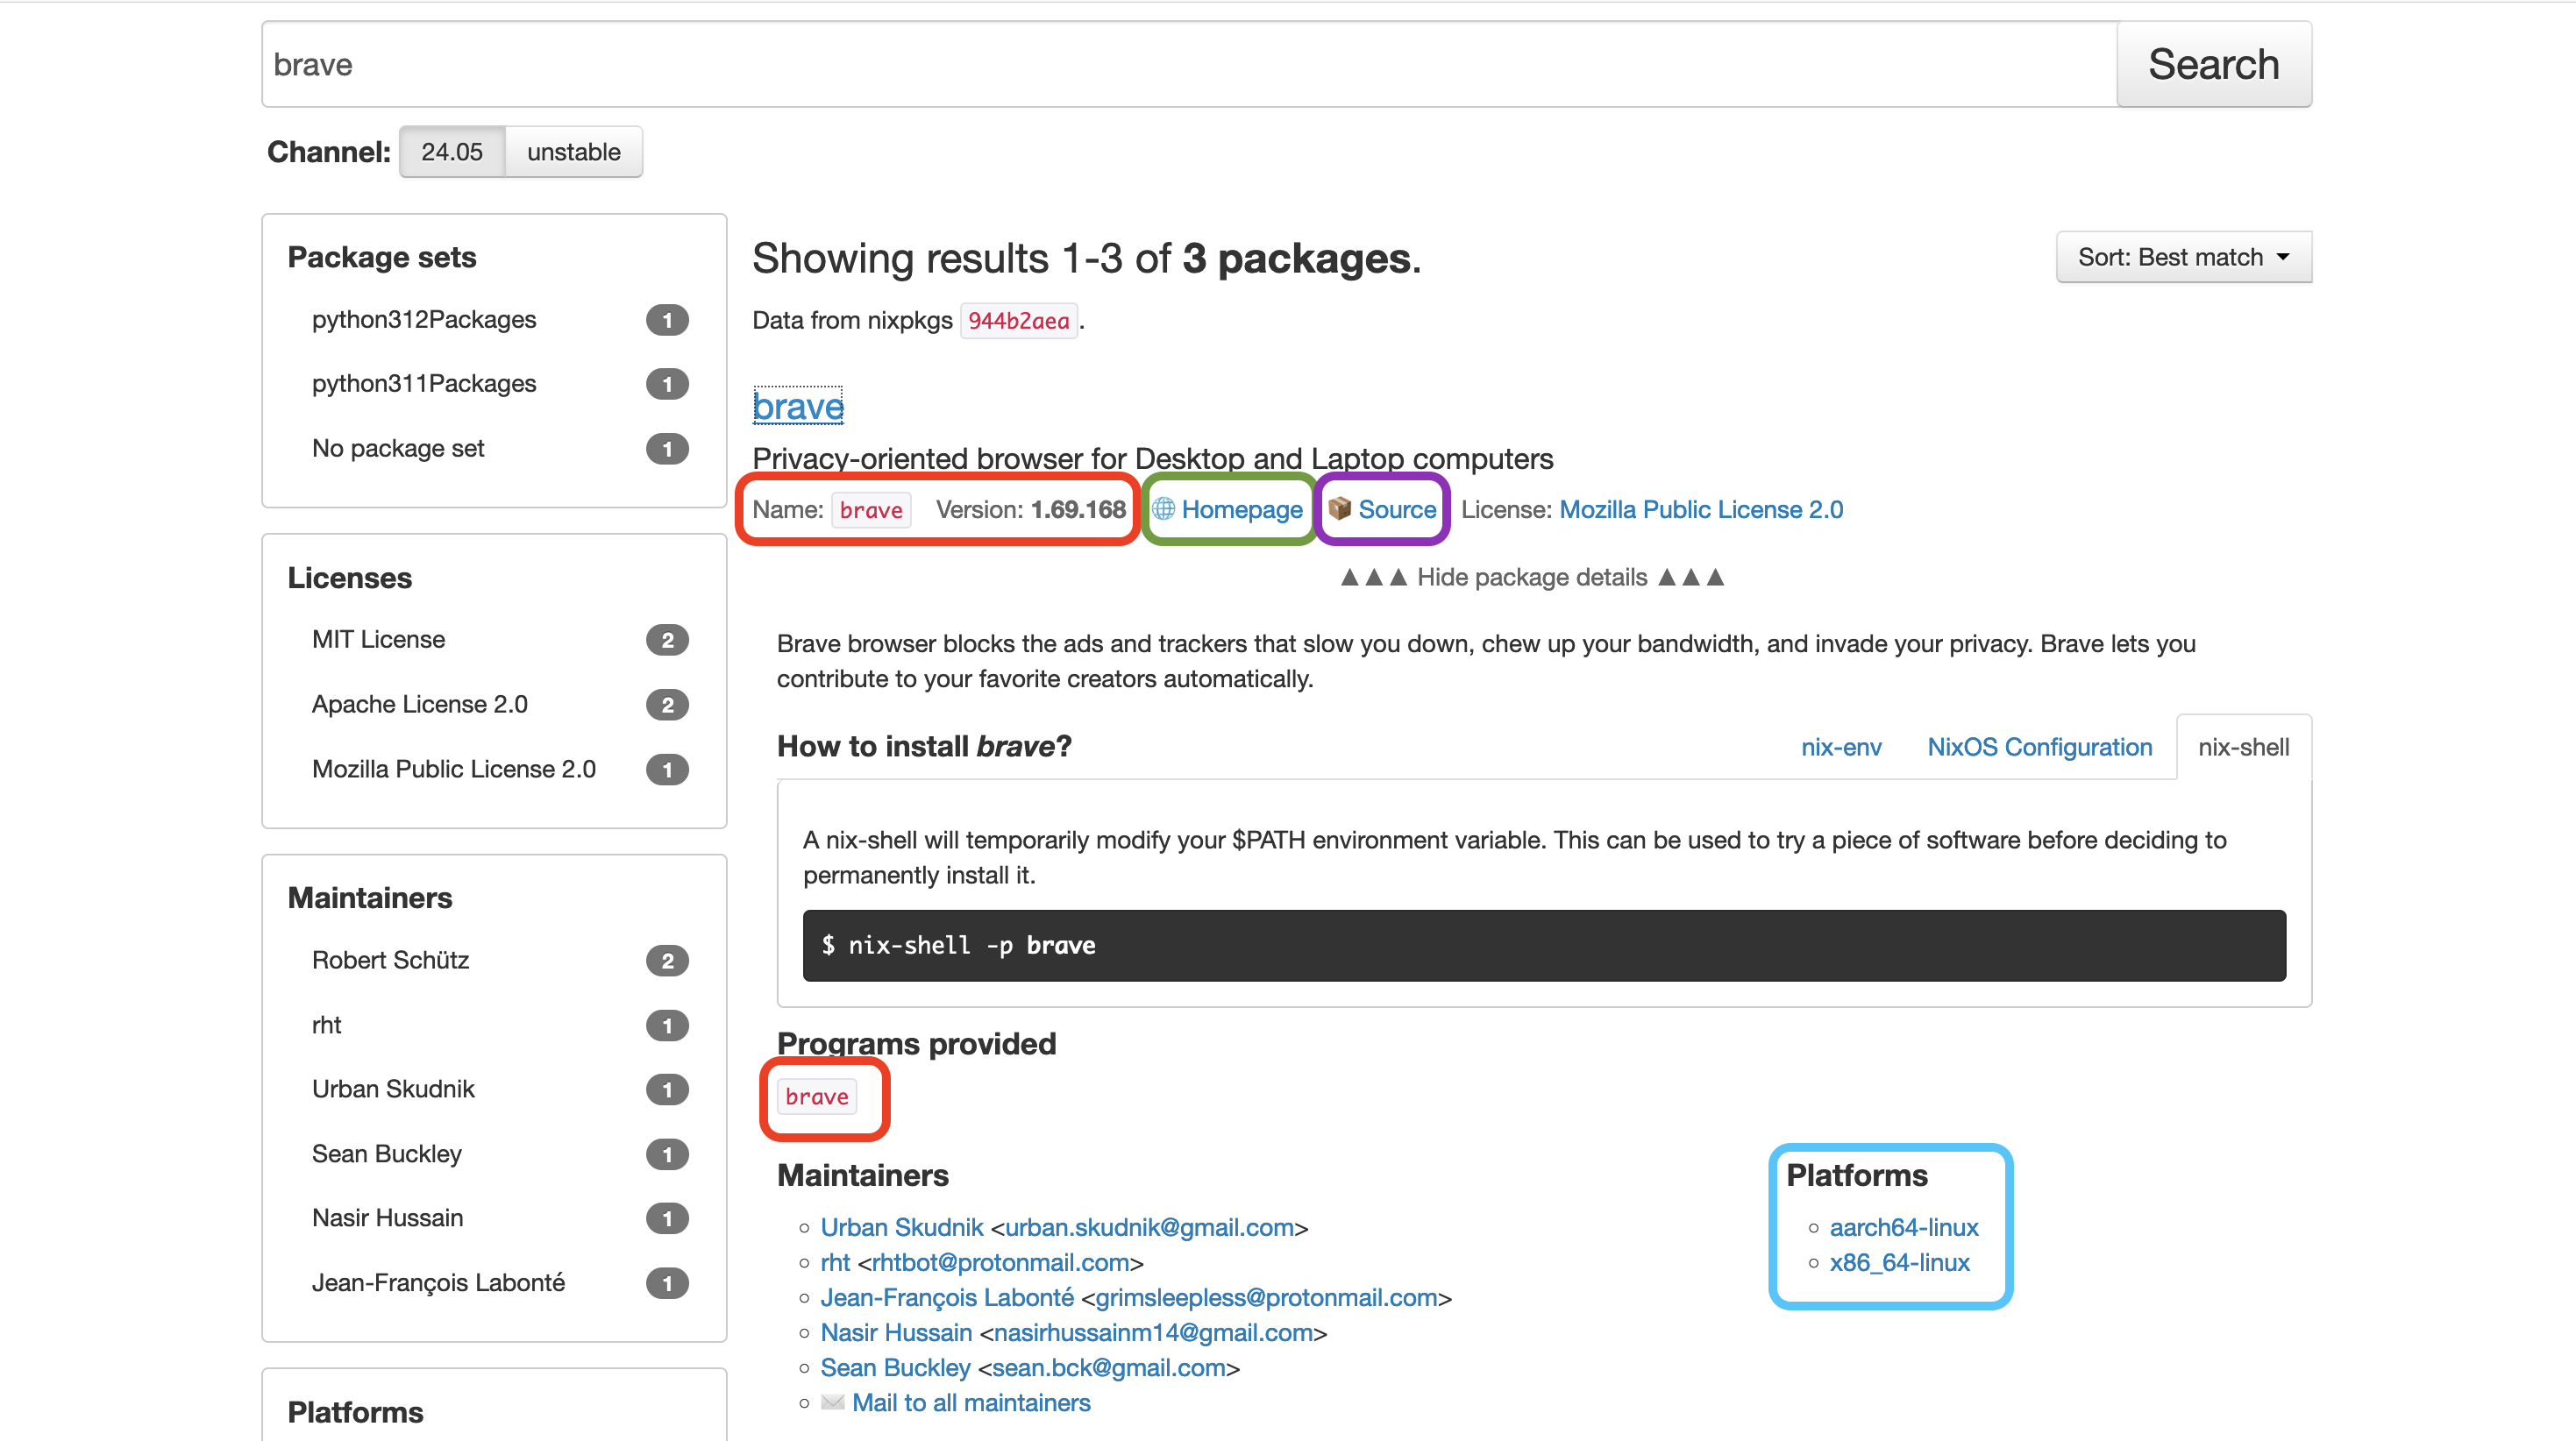 brave
Search
Channel: 24.05 unstable
Package sets
python312Packages 1
python311Packages 1
No package set 1
Licenses
MIT License 2
Apache License 2.0 2
Mozilla Public License 2.0 1
Maintainers
Robert Schütz 2
rht 1
Urban Skudnik 1
Sean Buckley 1
Nasir Hussain 1
Jean-François Labonté 1
Platforms
Showing results 1-3 of 3 packages.
Sort: Best match
Data from nixpkgs 944b2aea.
brave
Privacy-oriented browser for Desktop and Laptop computers
Name: brave Version: 1.69.168 Homepage Source License: Mozilla Public License 2.0
▲▲▲ Hide package details ▲▲▲
Brave browser blocks the ads and trackers that slow you down, chew up your bandwidth, and invade your privacy. Brave lets you
contribute to your favorite creators automatically.
How to install brave? nix-env NixOS Configuration nix-shell
A nix-shell will temporarily modify your $PATH environment variable. This can be used to try a piece of software before deciding to
permanently install it.
$ nix-shell -p brave
Programs provided
brave
Maintainers
Urban Skudnik <urban.skudnik@gmail.com>
rht <rhtbot@protonmail.com>
Jean-François Labonté <grimsleepless@protonmail.com>
Nasir Hussain <nasirhussainm14@gmail.com>
Sean Buckley <sean.bck@gmail.com>
Mail to all maintainers
Platforms
aarch64-linux
x86_64-linux